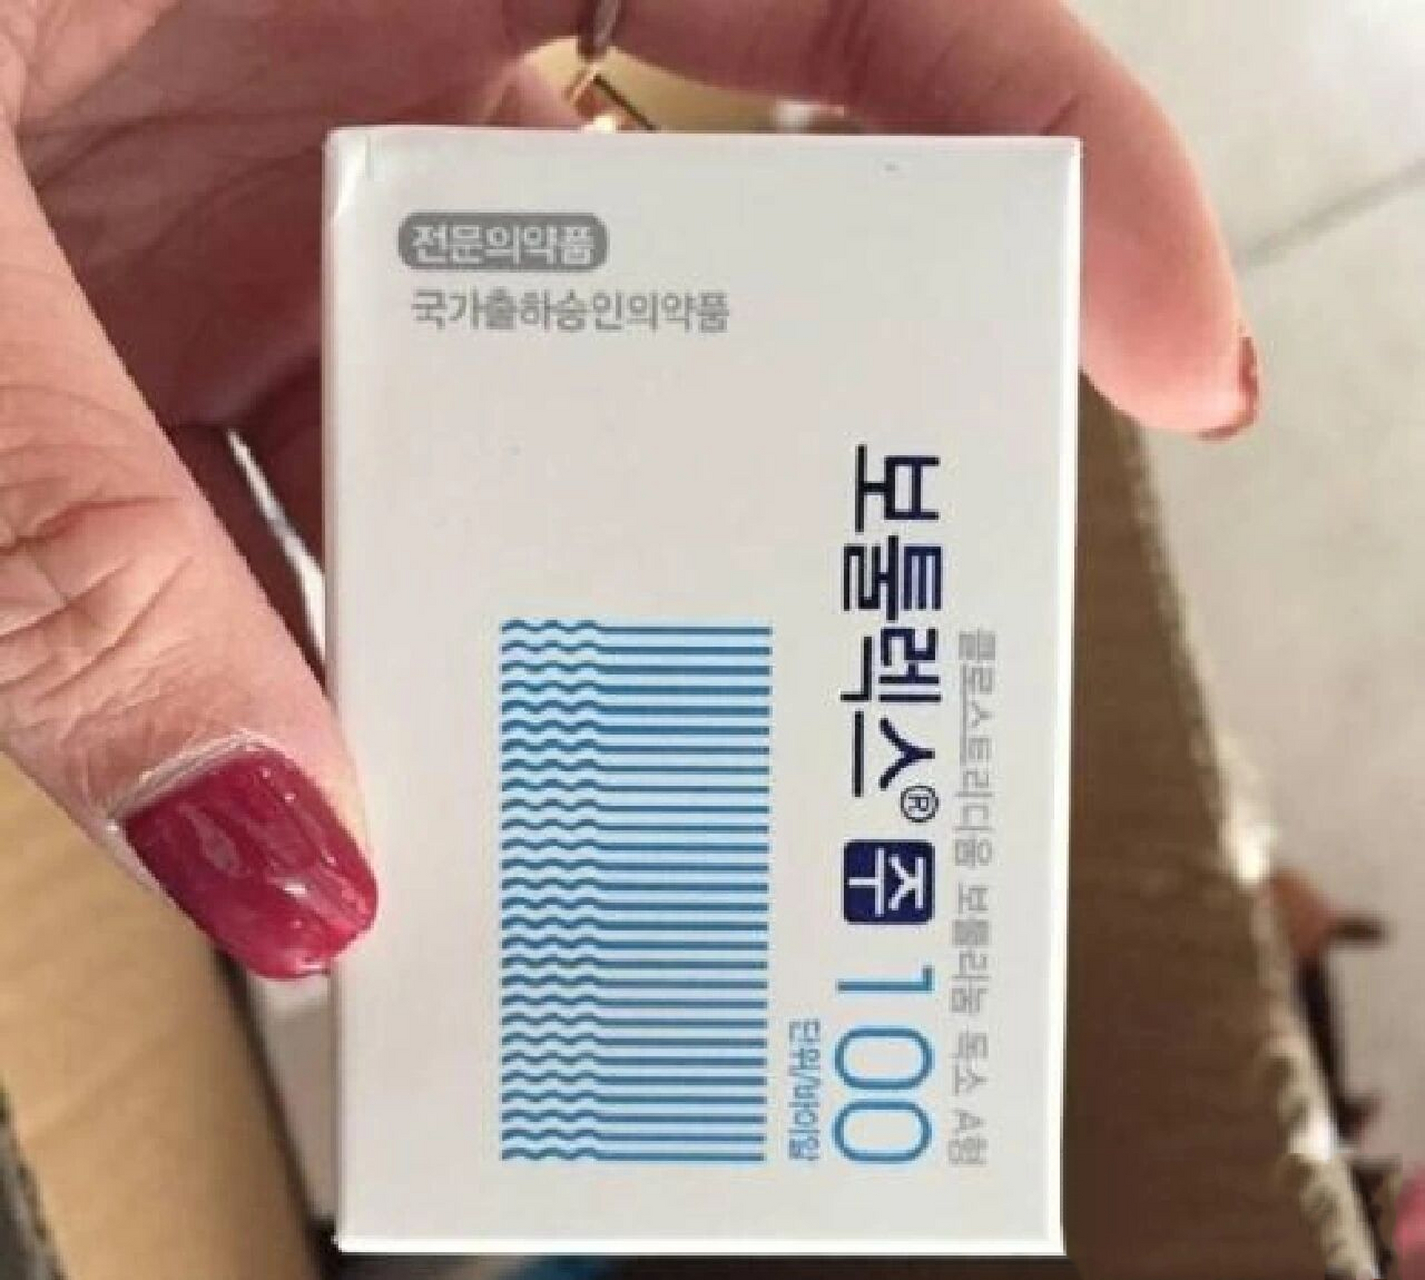 전문의약품
국가출하승인의약품
클로스트리디움 보툴리눔 독소 A형
보툴렉스® 주 100
단위/바이알